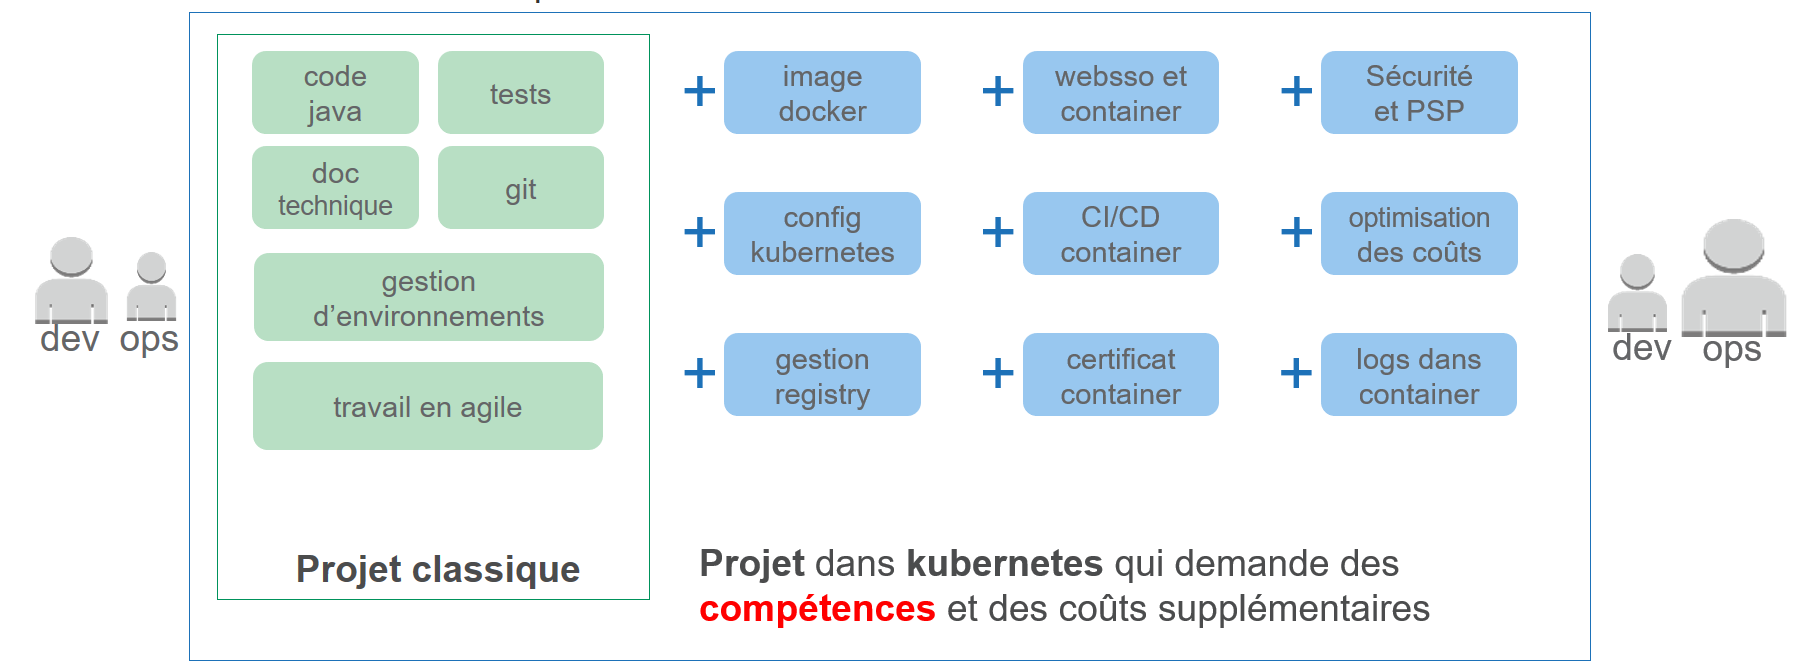 code
java
tests
doc
technique
git
gestion
d'environnements
travail en agile
Projet classique
+ image
docker
+ websso et
container
+ Sécurité
et PSP
+ config
kubernetes
+ CI/CD
container
+ optimisation
des coûts
+ gestion
registry
+ certificat
container
+ logs dans
container
Projet dans kubernetes qui demande des
compétences et des coûts supplémentaires
dev ops
dev ops